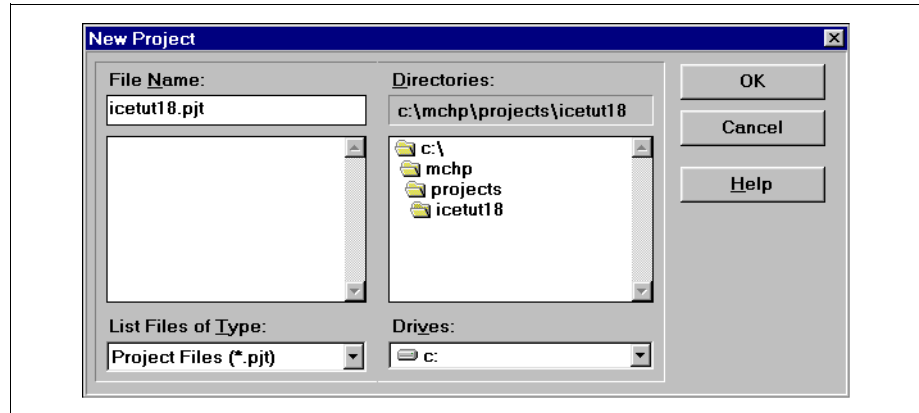 New Project
File Name:
icetut18.pjt
List Files of Type:
Project Files (*.pjt)
Directories:
c:\mchp\projects\icetut18
c:\
mchp
projects
icetut18
Drives:
c:
OK
Cancel
Help